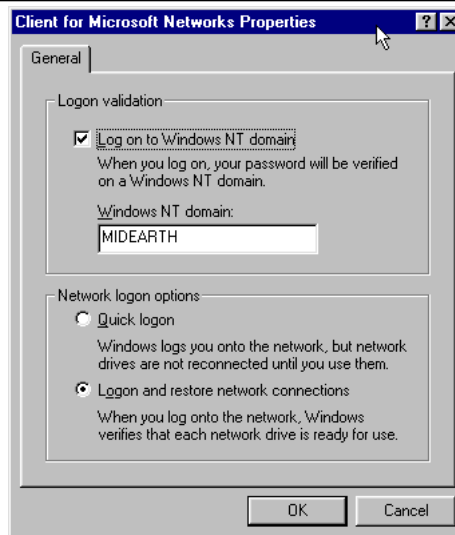 Client for Microsoft Networks Properties
General
Logon validation
Log on to Windows NT domain
When you log on, your password will be verified
on a Windows NT domain.
Windows NT domain:
MIDEARTH
Network logon options
Quick logon
Windows logs you onto the network, but network
drives are not reconnected until you use them.
Logon and restore network connections
When you log onto the network, Windows
verifies that each network drive is ready for use.
OK
Cancel